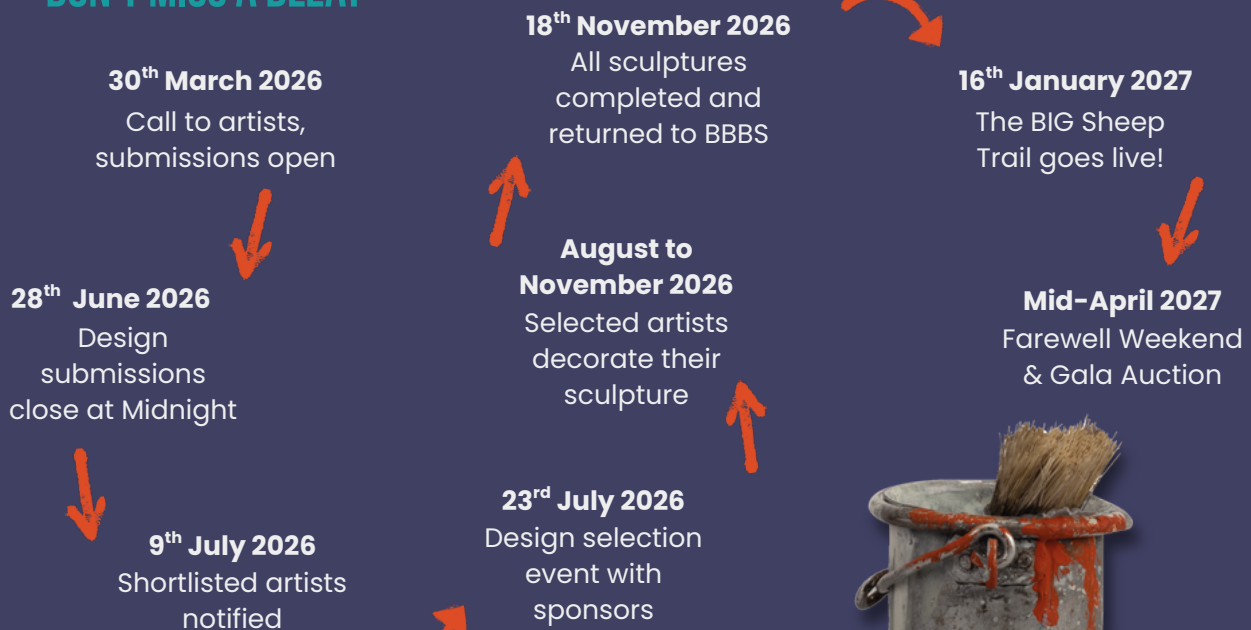 DON'T MISS A BLEAT
30th March 2026
Call to artists,
submissions open
28th June 2026
Design
submissions
close at Midnight
9th July 2026
Shortlisted artists
notified
23rd July 2026
Design selection
event with
sponsors
August to
November 2026
Selected artists
decorate their
sculpture
18th November 2026
All sculptures
completed and
returned to BBBS
16th January 2027
The BIG Sheep
Trail goes live!
Mid-April 2027
Farewell Weekend
& Gala Auction